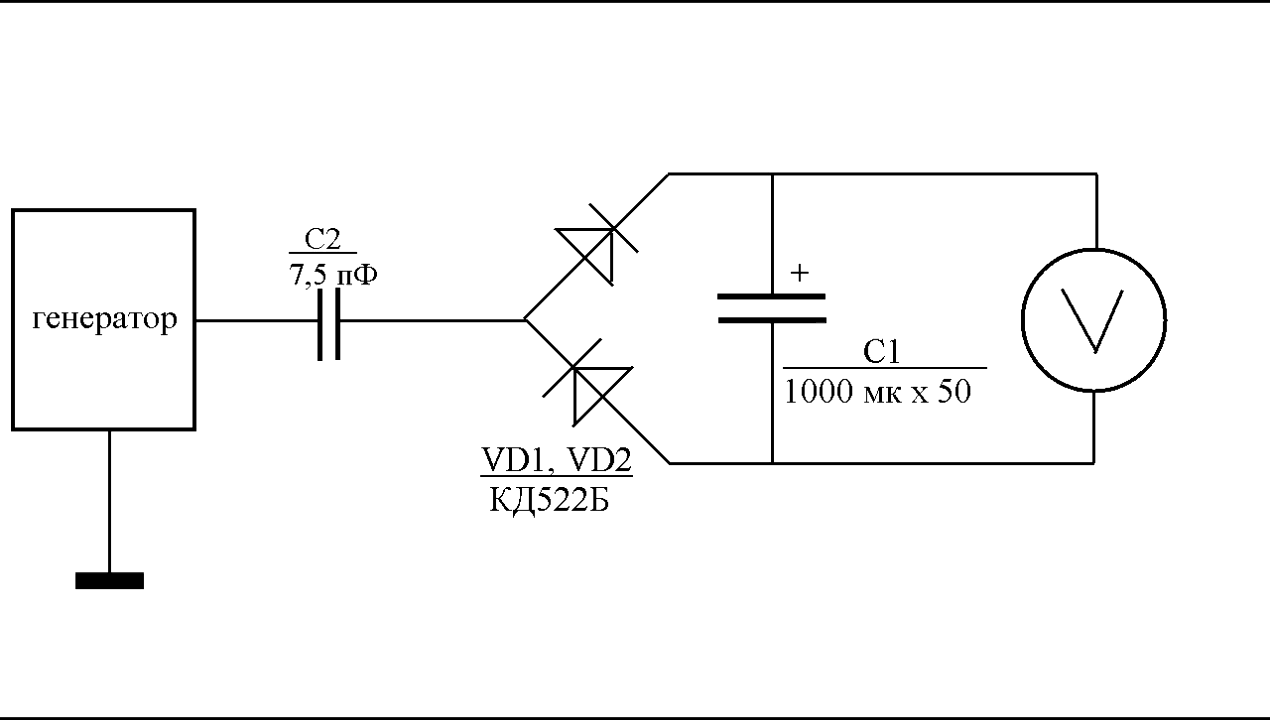 C2
7,5 пФ
генератор
+
V
C1
1000 мк x 50
VD1, VD2
КД522Б